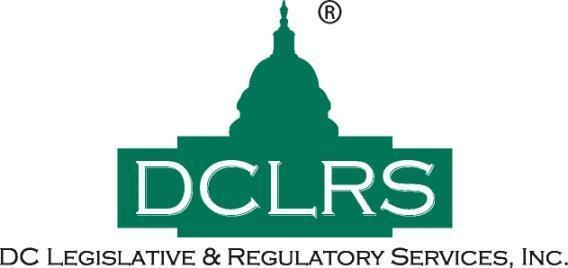 ®
DCLRS
DC LEGISLATIVE & REGULATORY SERVICES, INC.